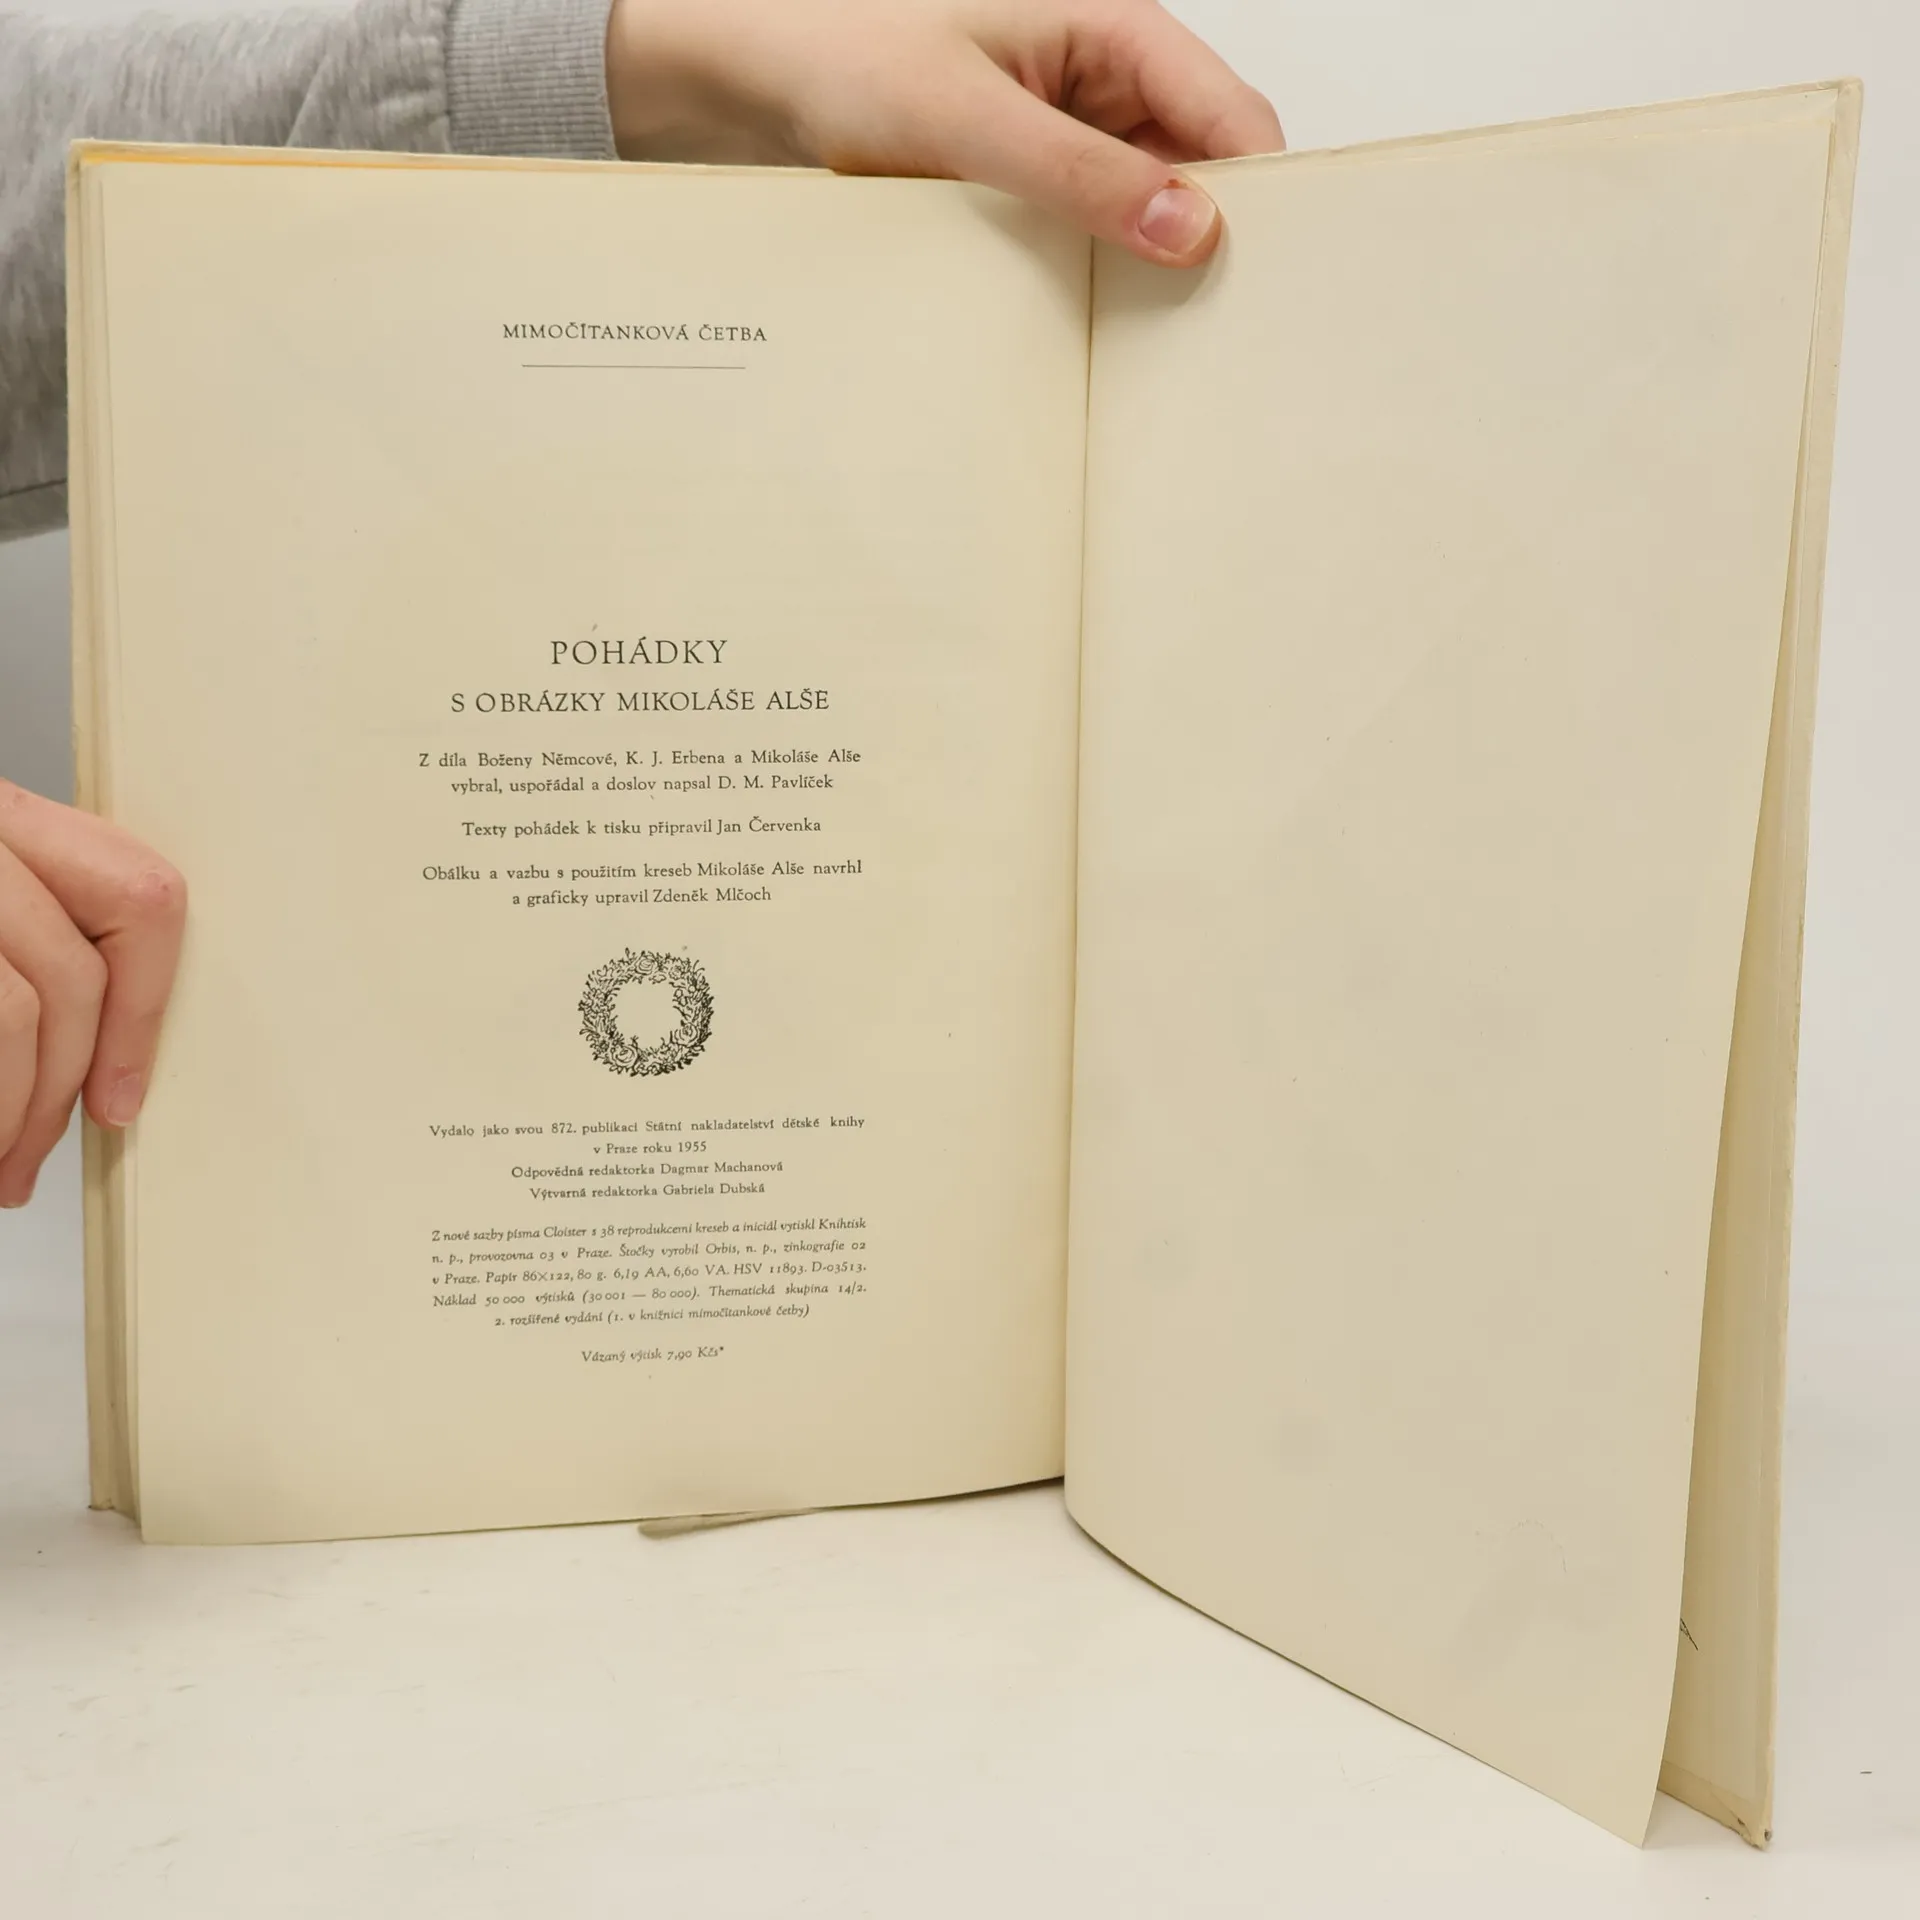 MIMOČÍTANKOVÁ ČETBA
POHÁDKY
S OBRÁZKY MIKOLÁŠE ALŠE
Z díla Boženy Němcové, K. J. Erbena a Mikoláše Alše
vybral, uspořádal a doslov napsal D. M. Pavlíček
Texty pohádek k tisku připravil Jan Červenka
Obálku a vazbu s použitím kreseb Mikoláše Alše navrhl
a graficky upravil Zdeněk Mlčoch
Vydalo jako svou 872. publikaci Státní nakladatelství dětské knihy
v Praze roku 1955
Odpovědná redaktorka Dagmar Machanová
Výtvarná redaktorka Gabriela Dubská
Z nové sazby písma Cloister s 38 reprodukcemi kreseb a iniciál vytiskl Knihtisk
n. p., provozovna 03 v Praze. Štočky vyrobil Orbis, n. p., zinkografie 02
v Praze. Papír 86×122, 80 g. 6,19 AA, 6,60 VA. HSV 11893. D-03513.
Náklad 50 000 výtisků (30 001 — 80 000). Thematická skupina 14/2.
2. rozšířené vydání (1. v knižnici mimočítankové četby)
Vázaný výtisk 7,90 Kčs*